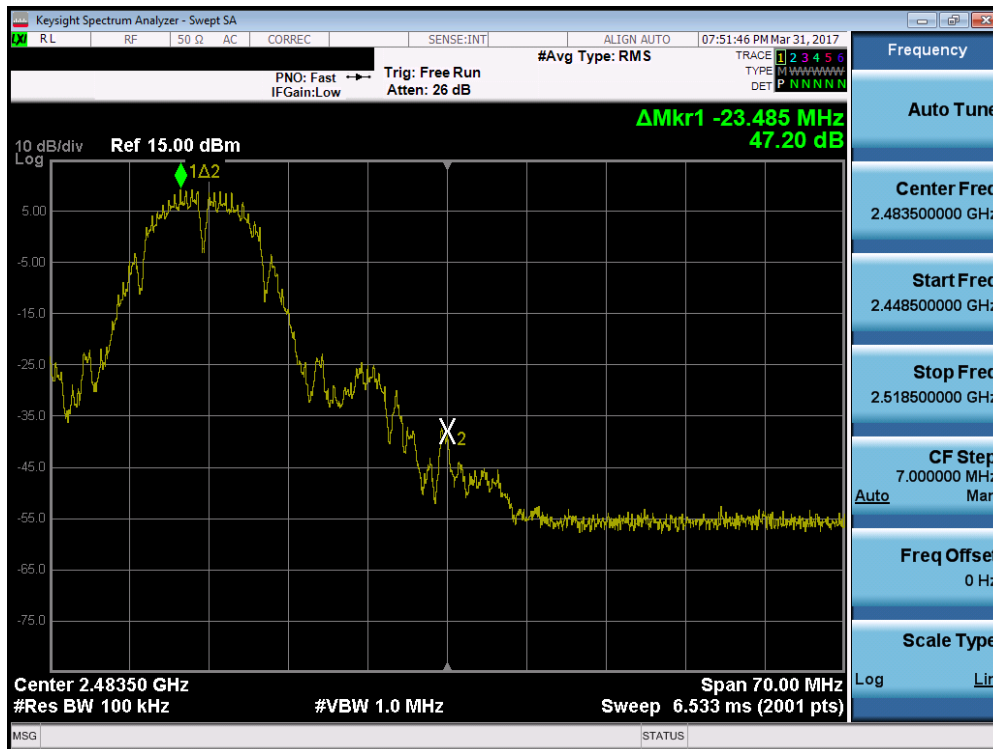 Keysight Spectrum Analyzer - Swept SA
LXI RL RF 50 Ω AC CORREC SENSE:INT ALIGN AUTO 07:51:46 PM Mar 31, 2017
#Avg Type: RMS
TRACE 1 2 3 4 5 6
PNO: Fast Trig: Free Run
TYPE M WWWWW
IFGain:Low Atten: 26 dB
DET P N N N N N
ΔMkr1 -23.485 MHz
47.20 dB
10 dB/div Ref 15.00 dBm
Log
1Δ2
5.00
-5.00
-15.0
-25.0
-35.0
X2
-45.0
-55.0
-65.0
-75.0
Center 2.48350 GHz Span 70.00 MHz
#Res BW 100 kHz #VBW 1.0 MHz Sweep 6.533 ms (2001 pts)
MSG STATUS
Frequency
Auto Tune
Center Freq
2.483500000 GHz
Start Freq
2.448500000 GHz
Stop Freq
2.518500000 GHz
CF Step
7.000000 MHz
Auto Man
Freq Offset
0 Hz
Scale Type
Log Lin